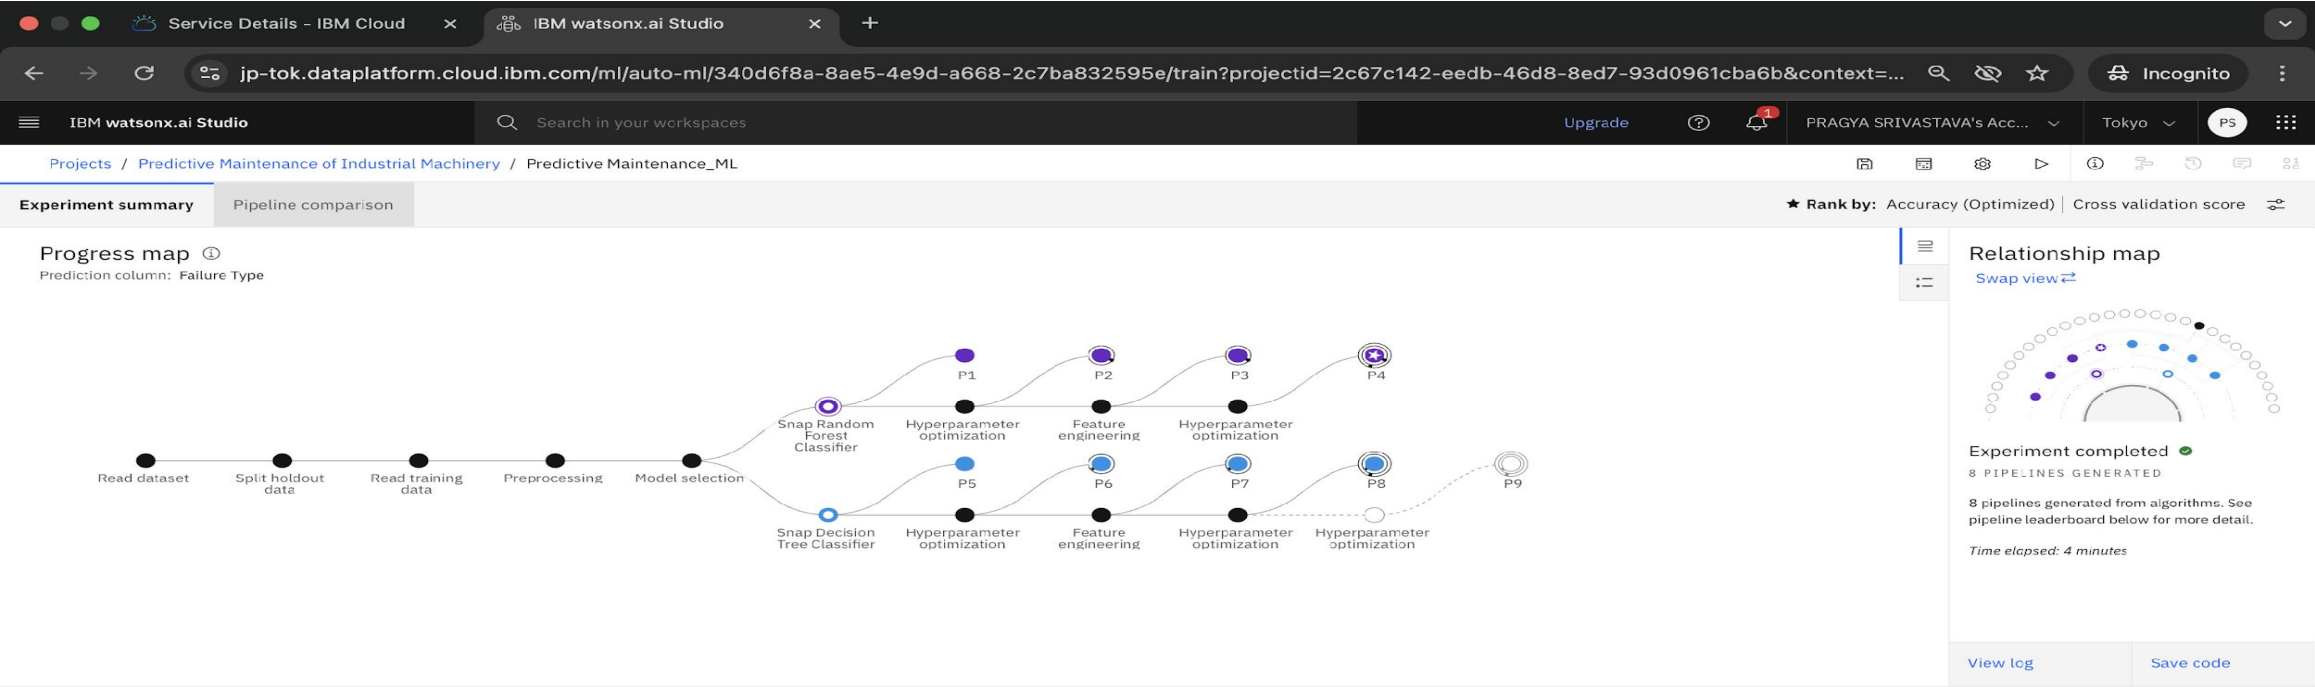 Service Details - IBM Cloud
IBM watsonx.ai Studio
jp-tok.dataplatform.cloud.ibm.com/ml/auto-ml/340d6f8a-8ae5-4e9d-a668-2c7ba832595e/train?projectid=2c67c142-eedb-46d8-8ed7-93d0961cba6b&context=...
Incognito
IBM watsonx.ai Studio
Search in your workspaces
Upgrade
1
PRAGYA SRIVASTAVA's Acc...
Tokyo
PS
Projects / Predictive Maintenance of Industrial Machinery / Predictive Maintenance_ML
Experiment summary
Pipeline comparison
Rank by: Accuracy (Optimized) | Cross validation score
Progress map
Prediction column: Failure Type
P1
P2
P3
P4
Snap Random
Forest
Classifier
Hyperparameter
optimization
Feature
engineering
Hyperparameter
optimization
Read dataset
Split holdout
data
Read training
data
Preprocessing
Model selection
P5
P6
P7
P8
P9
Snap Decision
Tree Classifier
Hyperparameter
optimization
Feature
engineering
Hyperparameter
optimization
Hyperparameter
optimization
Relationship map
Swap view
Experiment completed
8 PIPELINES GENERATED
8 pipelines generated from algorithms. See
pipeline leaderboard below for more detail.
Time elapsed: 4 minutes
View log
Save code